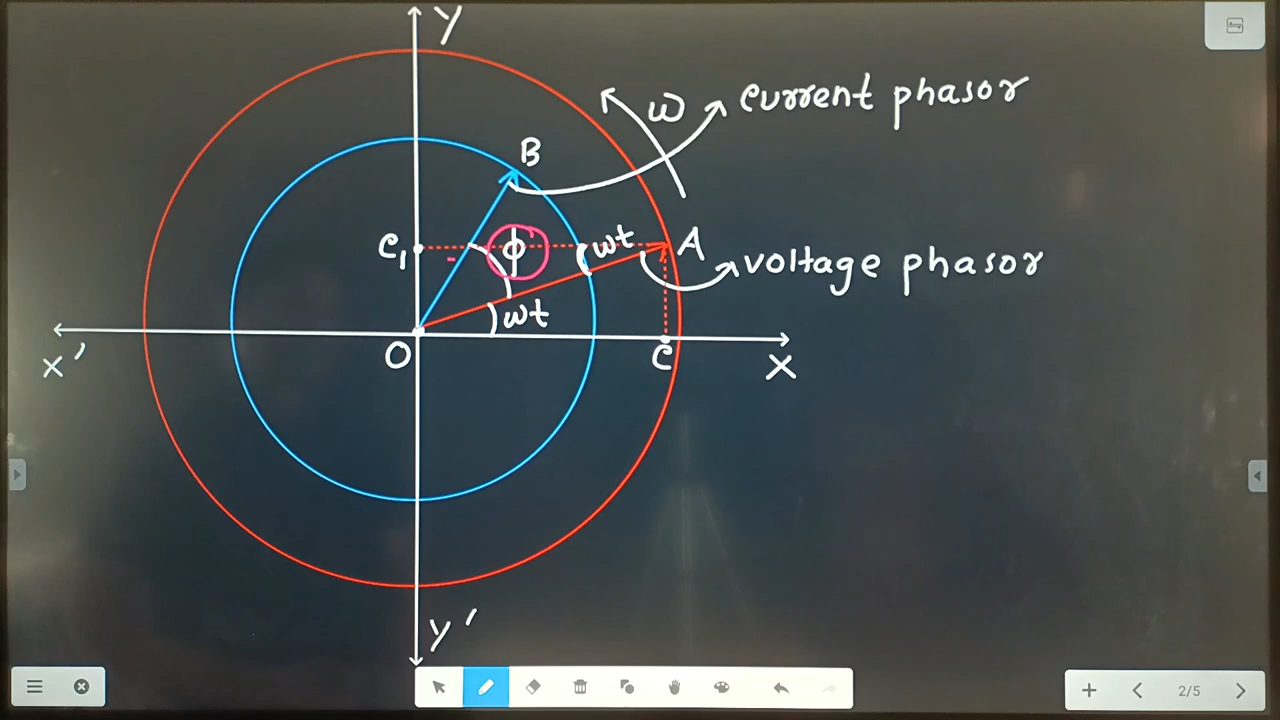 Y
ω
current phasor
B
C₁
ϕ
ωt
A
voltage phasor
ωt
X'
O
C
X
Y'
2/5